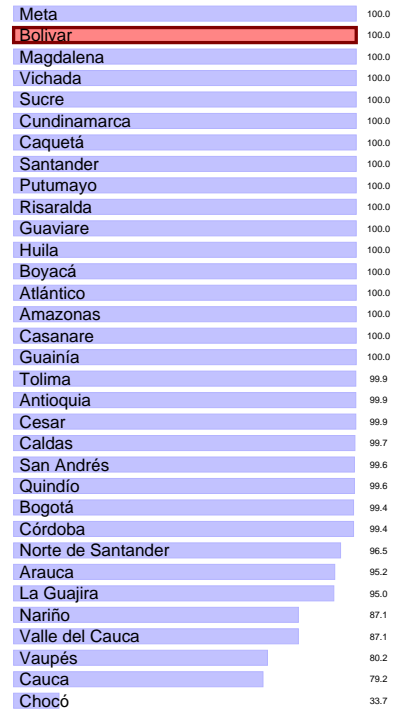 Meta 100.0
Bolivar 100.0
Magdalena 100.0
Vichada 100.0
Sucre 100.0
Cundinamarca 100.0
Caquetá 100.0
Santander 100.0
Putumayo 100.0
Risaralda 100.0
Guaviare 100.0
Huila 100.0
Boyacá 100.0
Atlántico 100.0
Amazonas 100.0
Casanare 100.0
Guainía 100.0
Tolima 99.9
Antioquia 99.9
Cesar 99.9
Caldas 99.7
San Andrés 99.6
Quindío 99.6
Bogotá 99.4
Córdoba 99.4
Norte de Santander 96.5
Arauca 95.2
La Guajira 95.0
Nariño 87.1
Valle del Cauca 87.1
Vaupés 80.2
Cauca 79.2
Chocó 33.7